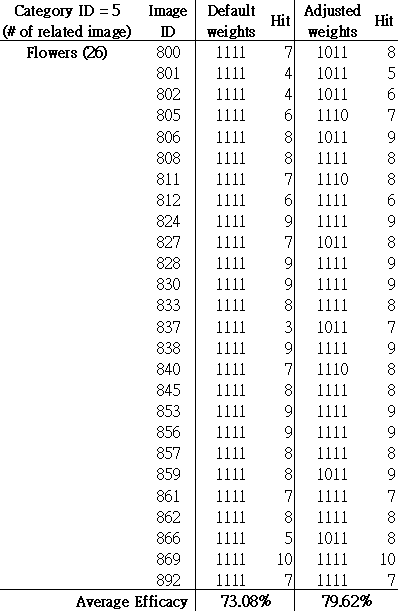 Category ID = 5 Image Default Hit Adjusted Hit
(# of related image) ID weights weights
Flowers (26) 800 1111 7 1011 8
801 1111 4 1011 5
802 1111 4 1011 6
805 1111 6 1110 7
806 1111 8 1011 9
808 1111 8 1111 8
811 1111 7 1110 8
812 1111 6 1111 6
824 1111 9 1111 9
827 1111 7 1011 8
828 1111 9 1111 9
830 1111 9 1111 9
833 1111 8 1111 8
837 1111 3 1011 7
838 1111 9 1111 9
840 1111 7 1110 8
845 1111 8 1111 8
853 1111 9 1111 9
856 1111 9 1111 9
857 1111 8 1111 8
859 1111 8 1011 9
861 1111 7 1111 7
862 1111 8 1111 8
866 1111 5 1011 8
869 1111 10 1111 10
892 1111 7 1111 7
Average Efficacy 73.08% 79.62%